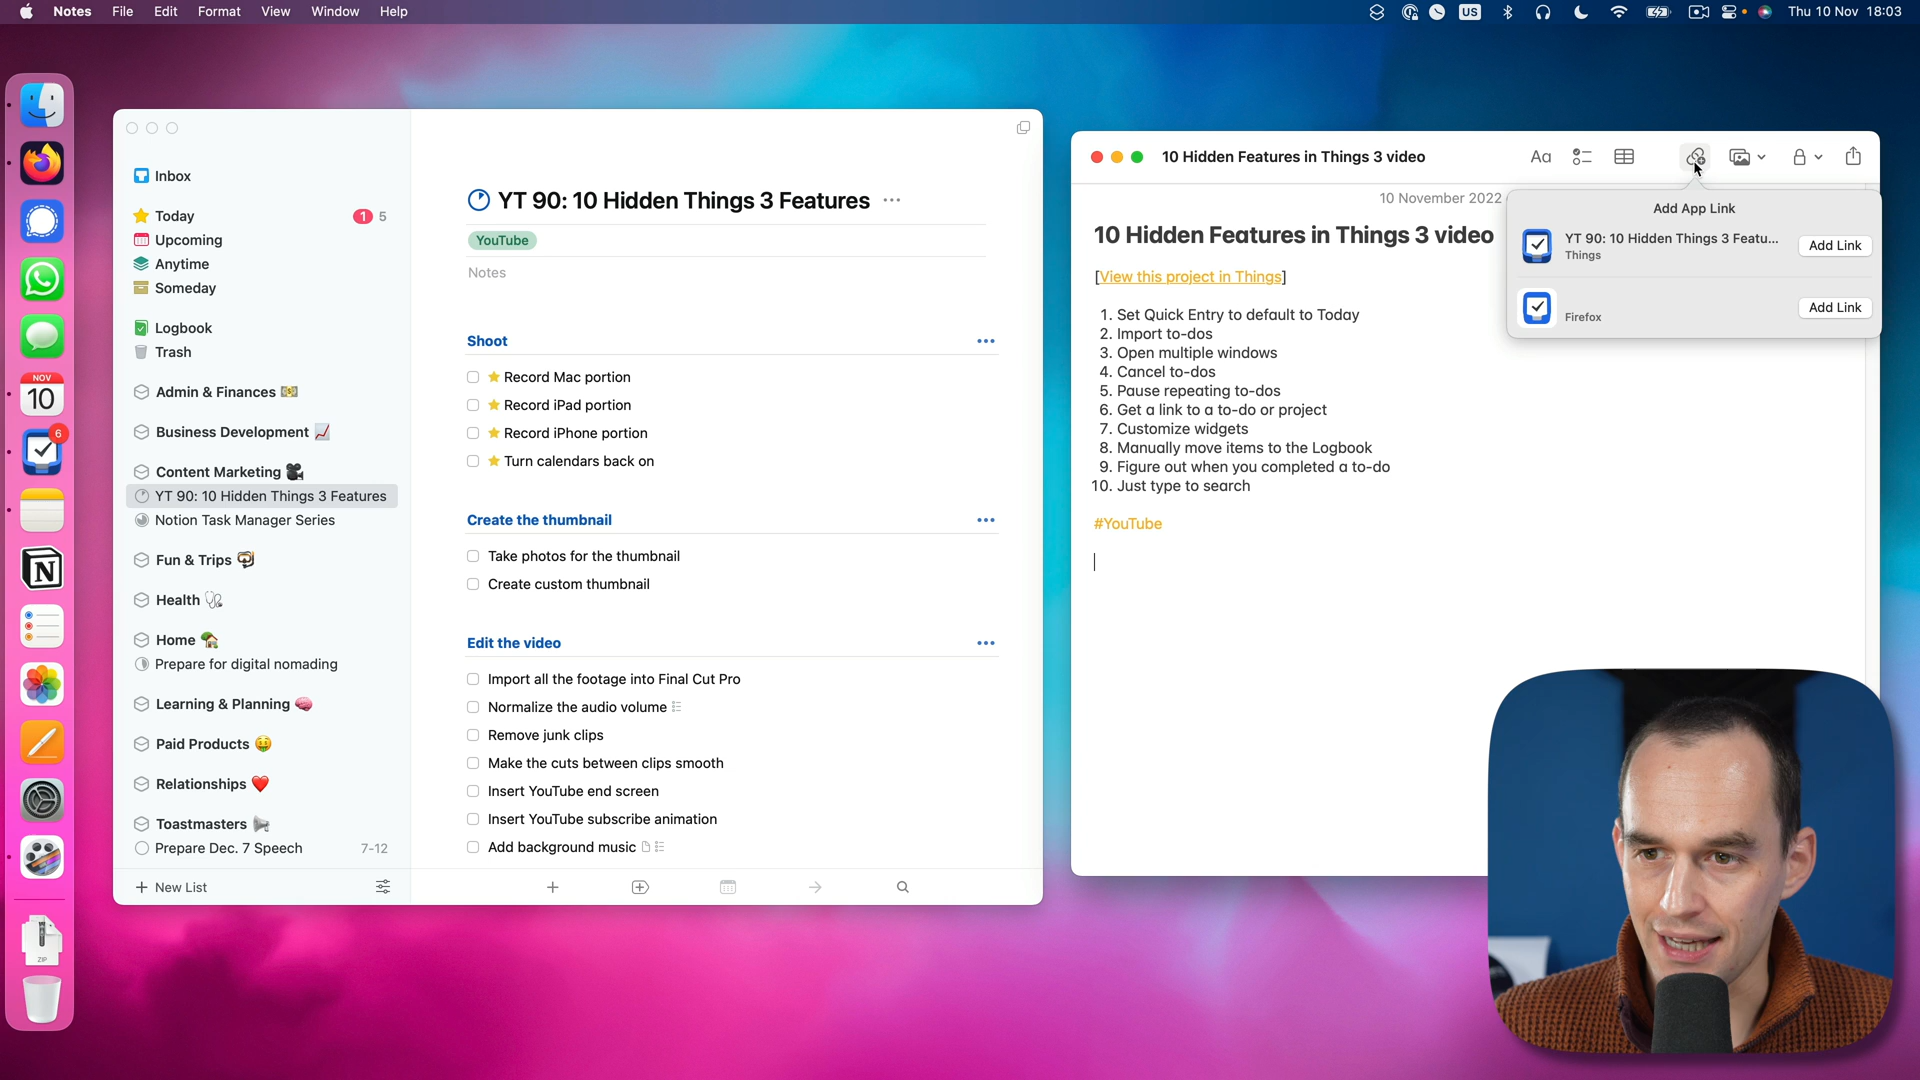 Notes File Edit Format View Window Help
US Thu 10 Nov 18:03
NOV
10
6
ZIP
Inbox
Today 1 5
Upcoming
Anytime
Someday
Logbook
Trash
Admin & Finances
Business Development
Content Marketing
YT 90: 10 Hidden Things 3 Features
Notion Task Manager Series
Fun & Trips
Health
Home
Prepare for digital nomading
Learning & Planning
Paid Products
Relationships
Toastmasters
Prepare Dec. 7 Speech 7-12
+ New List
YT 90: 10 Hidden Things 3 Features ...
YouTube
Notes
Shoot
Record Mac portion
Record iPad portion
Record iPhone portion
Turn calendars back on
Create the thumbnail
Take photos for the thumbnail
Create custom thumbnail
Edit the video
Import all the footage into Final Cut Pro
Normalize the audio volume
Remove junk clips
Make the cuts between clips smooth
Insert YouTube end screen
Insert YouTube subscribe animation
Add background music
10 Hidden Features in Things 3 video
Aa
10 November 2022
10 Hidden Features in Things 3 video
[View this project in Things]
1. Set Quick Entry to default to Today
2. Import to-dos
3. Open multiple windows
4. Cancel to-dos
5. Pause repeating to-dos
6. Get a link to a to-do or project
7. Customize widgets
8. Manually move items to the Logbook
9. Figure out when you completed a to-do
10. Just type to search
#YouTube
Add App Link
YT 90: 10 Hidden Things 3 Featu...
Things
Add Link
Firefox
Add Link